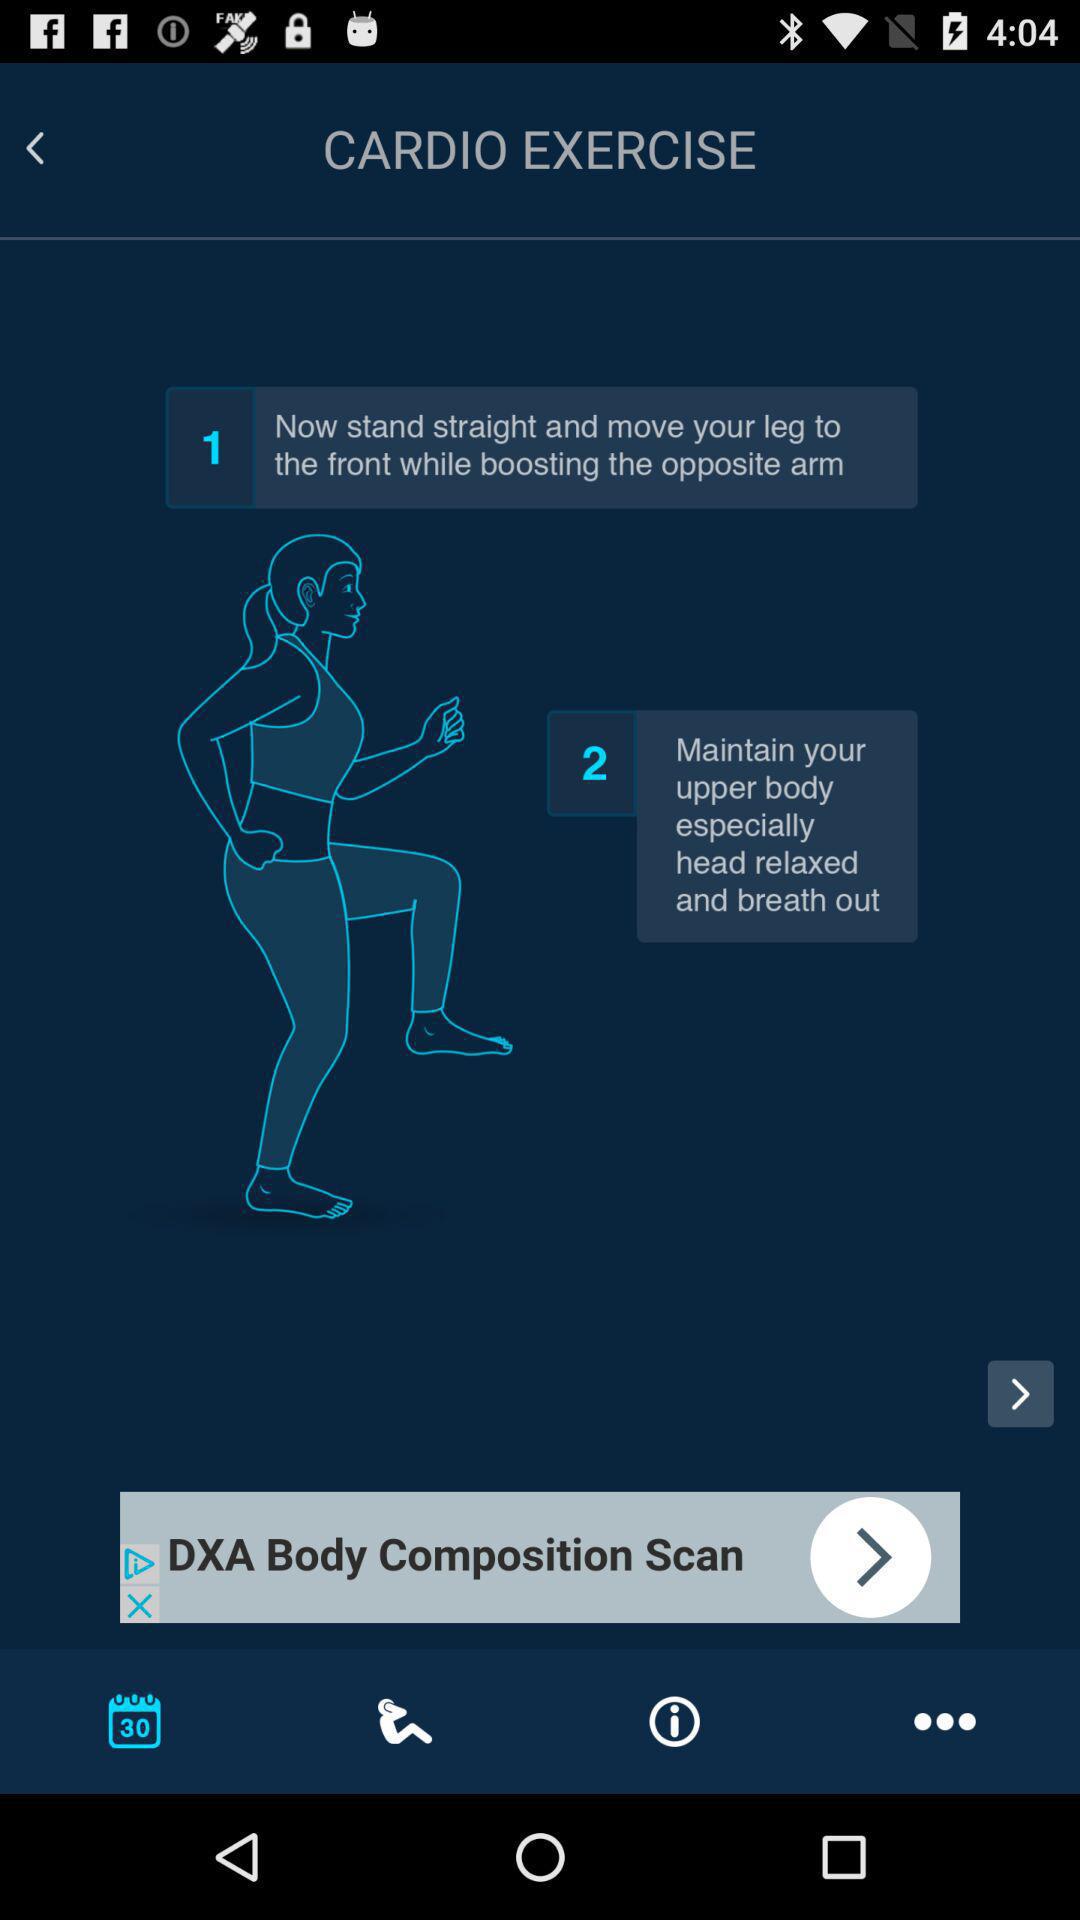 FAKE
4:04
CARDIO EXERCISE
1
Now stand straight and move your leg to
the front while boosting the opposite arm
2
Maintain your
upper body
especially
head relaxed
and breath out
DXA Body Composition Scan
30